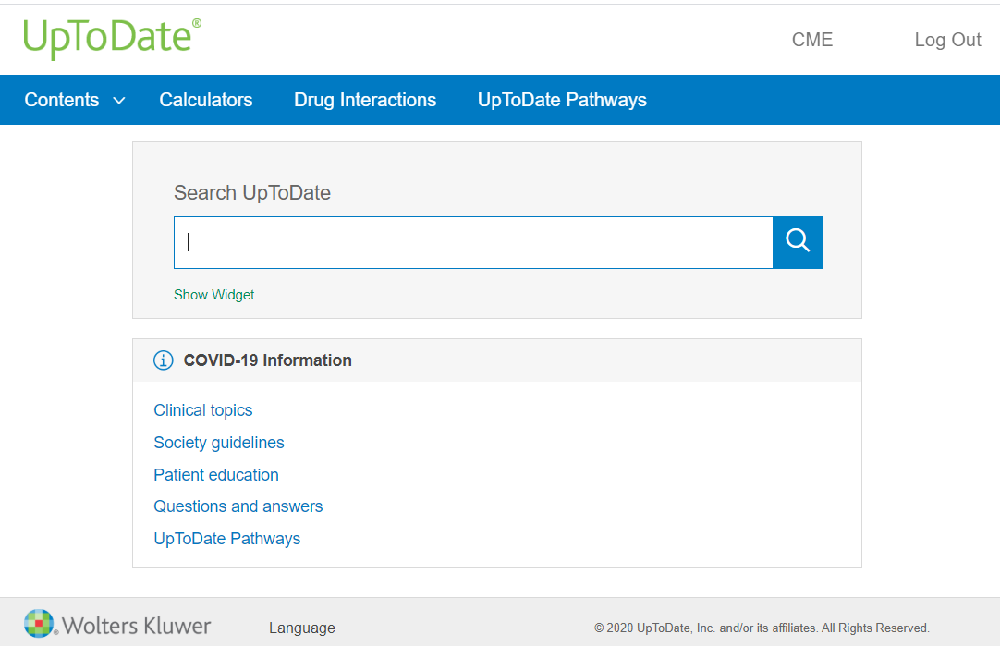 UpToDate®
CME Log Out
Contents Calculators Drug Interactions UpToDate Pathways
Search UpToDate
Show Widget
COVID-19 Information
Clinical topics
Society guidelines
Patient education
Questions and answers
UpToDate Pathways
Wolters Kluwer Language © 2020 UpToDate, Inc. and/or its affiliates. All Rights Reserved.